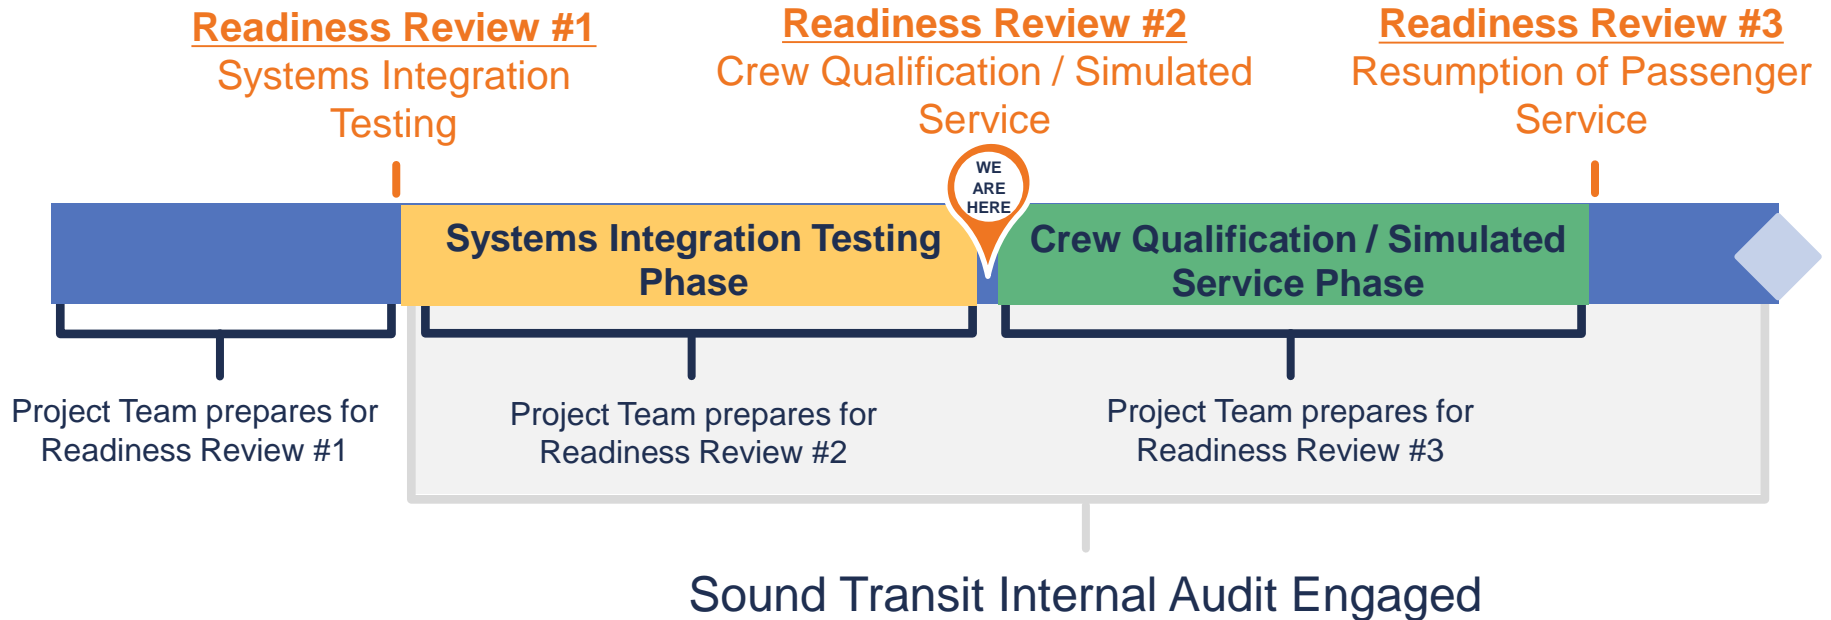 Readiness Review #1
Systems Integration
Testing
Readiness Review #2
Crew Qualification / Simulated
Service
Readiness Review #3
Resumption of Passenger
Service
WE
ARE
HERE
Systems Integration Testing
Phase
Crew Qualification / Simulated
Service Phase
Project Team prepares for
Readiness Review #1
Project Team prepares for
Readiness Review #2
Project Team prepares for
Readiness Review #3
Sound Transit Internal Audit Engaged